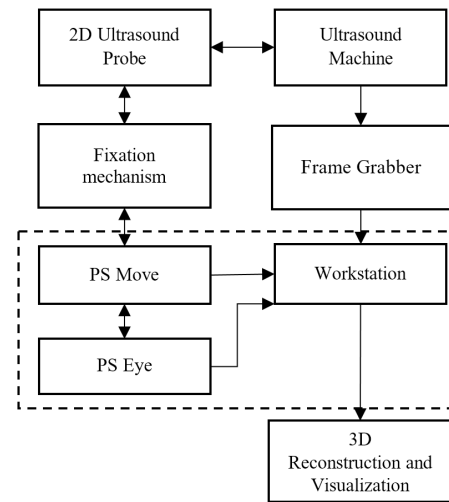 2D Ultrasound
Probe
Ultrasound
Machine
Fixation
mechanism
Frame Grabber
PS Move
Workstation
PS Eye
3D
Reconstruction and
Visualization